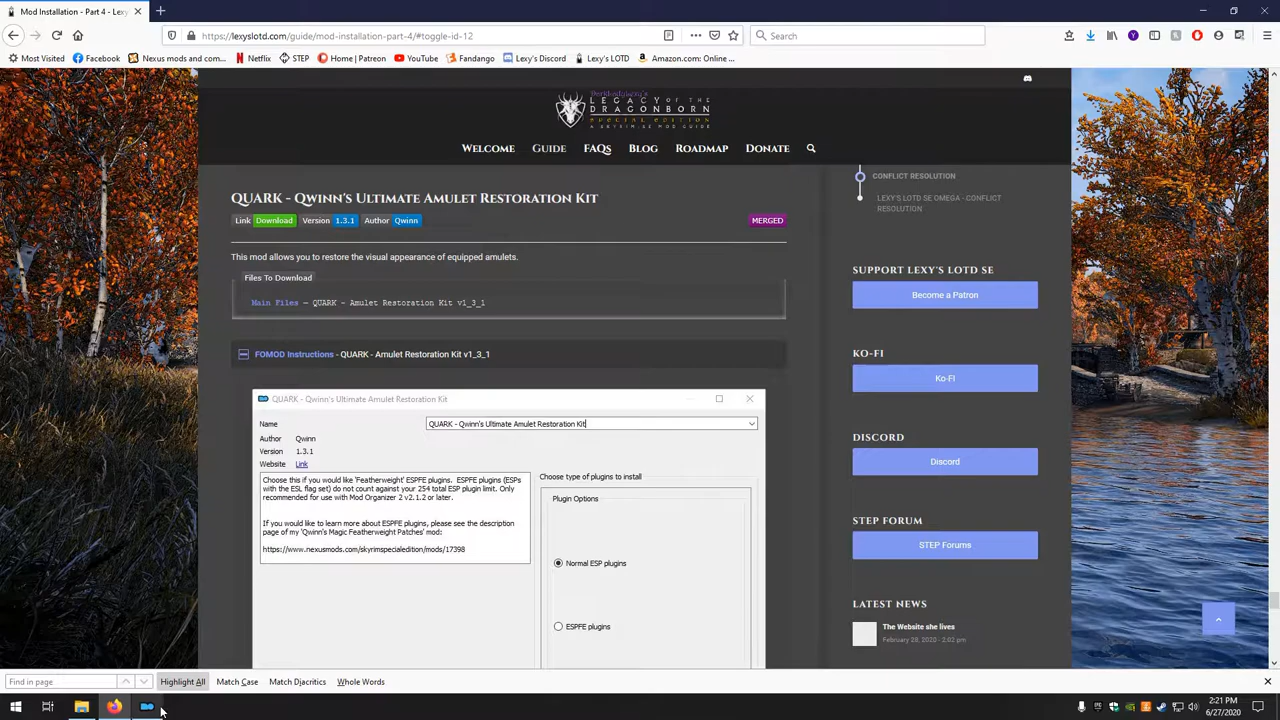 Mod Installation - Part 4 - Lex
https://lexyslotd.com/guide/mod-installation-part-4/#toggle-id-12
Search
Most Visited
Facebook
Nexus mods and com...
Netflix
STEP
Home | Patreon
YouTube
Fandango
Lexy's Discord
Lexy's LOTD
Amazon.com: Online ...
LEGACY OF THE
DRAGONBORN
SPECIAL EDITION
A SKYRIM SE MOD GUIDE
WELCOME
GUIDE
FAQs
BLOG
ROADMAP
DONATE
QUARK - QWINN'S ULTIMATE AMULET RESTORATION KIT
Link Download Version 1.3.1 Author Qwinn
MERGED
This mod allows you to restore the visual appearance of equipped amulets.
Files To Download
Main Files – QUARK - Amulet Restoration Kit v1_3_1
FOMOD Instructions - QUARK - Amulet Restoration Kit v1_3_1
QUARK - Qwinn's Ultimate Amulet Restoration Kit
Name
QUARK - Qwinn's Ultimate Amulet Restoration Kit
Author Qwinn
Version 1.3.1
Website Link
Choose this if you would like 'Featherweight' ESPFE plugins. ESPFE plugins (ESPs
with the ESL flag set) do not count against your 254 total ESP plugin limit. Only
recommended for use with Mod Organizer 2 v2.1.2 or later.
If you would like to learn more about ESPFE plugins, please see the description
page of my 'Qwinn's Magic Featherweight Patches' mod:
https://www.nexusmods.com/skyrimspecialedition/mods/17398
Choose type of plugins to install
Plugin Options
Normal ESP plugins
ESPFE plugins
CONFLICT RESOLUTION
LEXY'S LOTD SE OMEGA - CONFLICT
RESOLUTION
SUPPORT LEXY'S LOTD SE
Become a Patron
KO-FI
Ko-FI
DISCORD
Discord
STEP FORUM
STEP Forums
LATEST NEWS
The Website she lives
February 28, 2020 - 2:02 pm
Find in page
Highlight All
Match Case
Match Diacritics
Whole Words
2:21 PM
6/27/2020